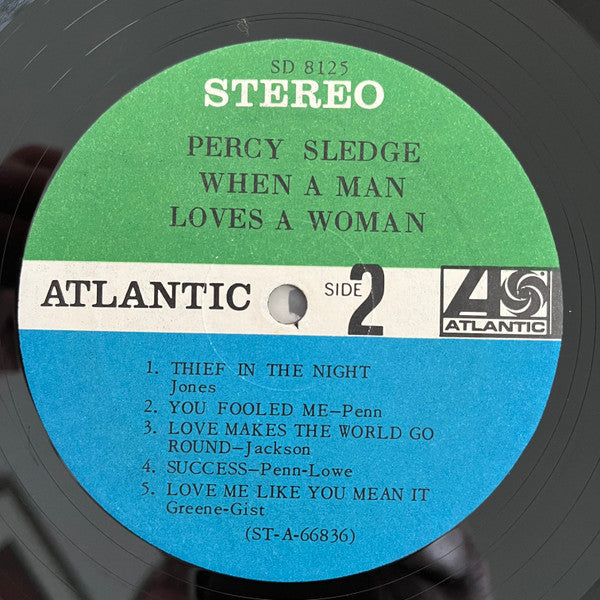 SD 8125
STEREO
PERCY SLEDGE
WHEN A MAN
LOVES A WOMAN
ATLANTIC
SIDE 2
ATLANTIC
1. THIEF IN THE NIGHT
Jones
2. YOU FOOLED ME—Penn
3. LOVE MAKES THE WORLD GO
ROUND—Jackson
4. SUCCESS—Penn-Lowe
5. LOVE ME LIKE YOU MEAN IT
Greene-Gist
(ST-A-66836)